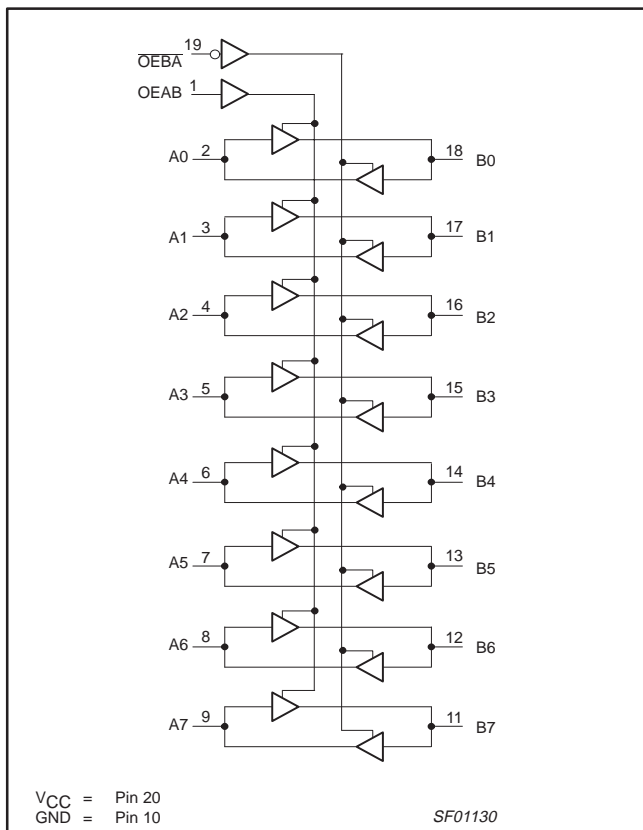 O̅E̅B̅A̅ 19
OEAB 1
A0 2 18 B0
A1 3 17 B1
A2 4 16 B2
A3 5 15 B3
A4 6 14 B4
A5 7 13 B5
A6 8 12 B6
A7 9 11 B7
VCC = Pin 20
GND = Pin 10 SF01130